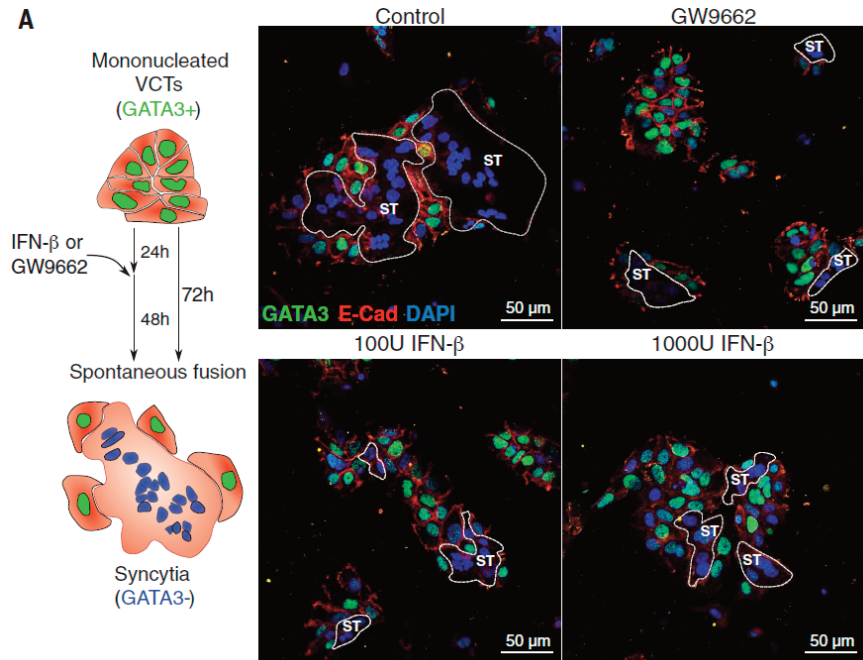 A
Mononucleated
VCTs
(GATA3+)
IFN-β or
GW9662
24h
48h
72h
Spontaneous fusion
Syncytia
(GATA3-)
Control
ST
ST
GATA3 E-Cad DAPI
50 µm
GW9662
ST
ST
ST
50 µm
100U IFN-β
ST
ST
50 µm
1000U IFN-β
ST
ST
ST
50 µm